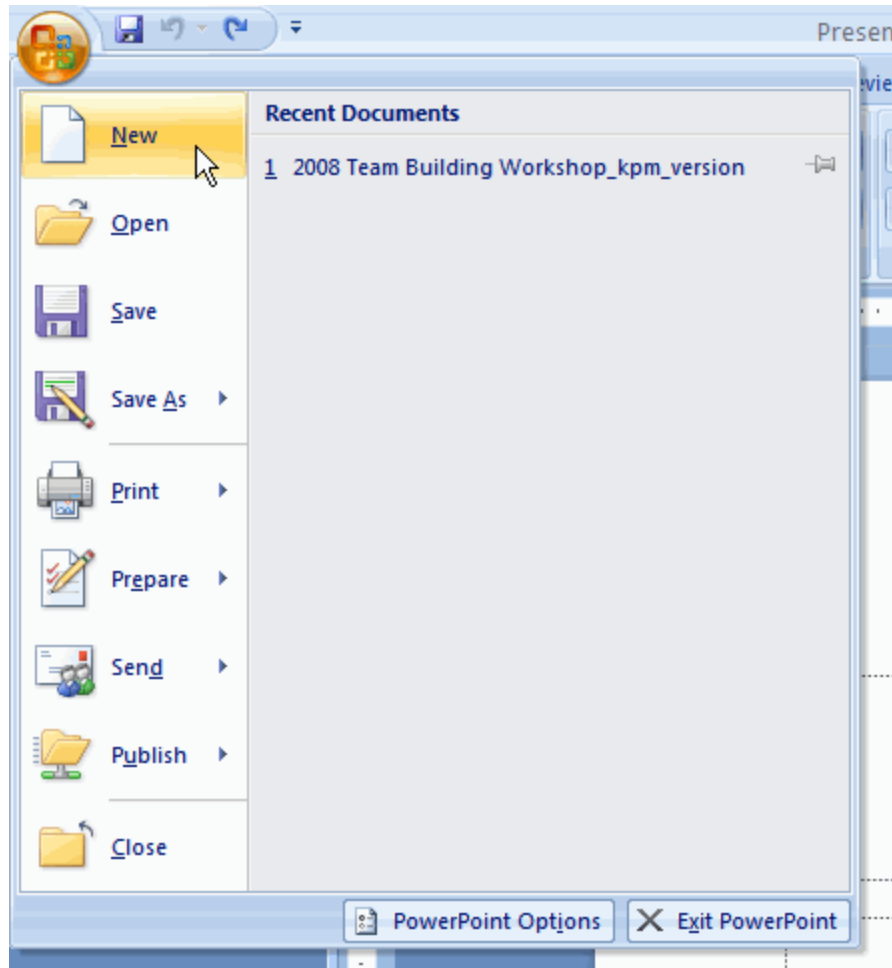 Presen
vie
New
Recent Documents
1 2008 Team Building Workshop_kpm_version
Open
Save
Save As
Print
Prepare
Send
Publish
Close
PowerPoint Options
Exit PowerPoint